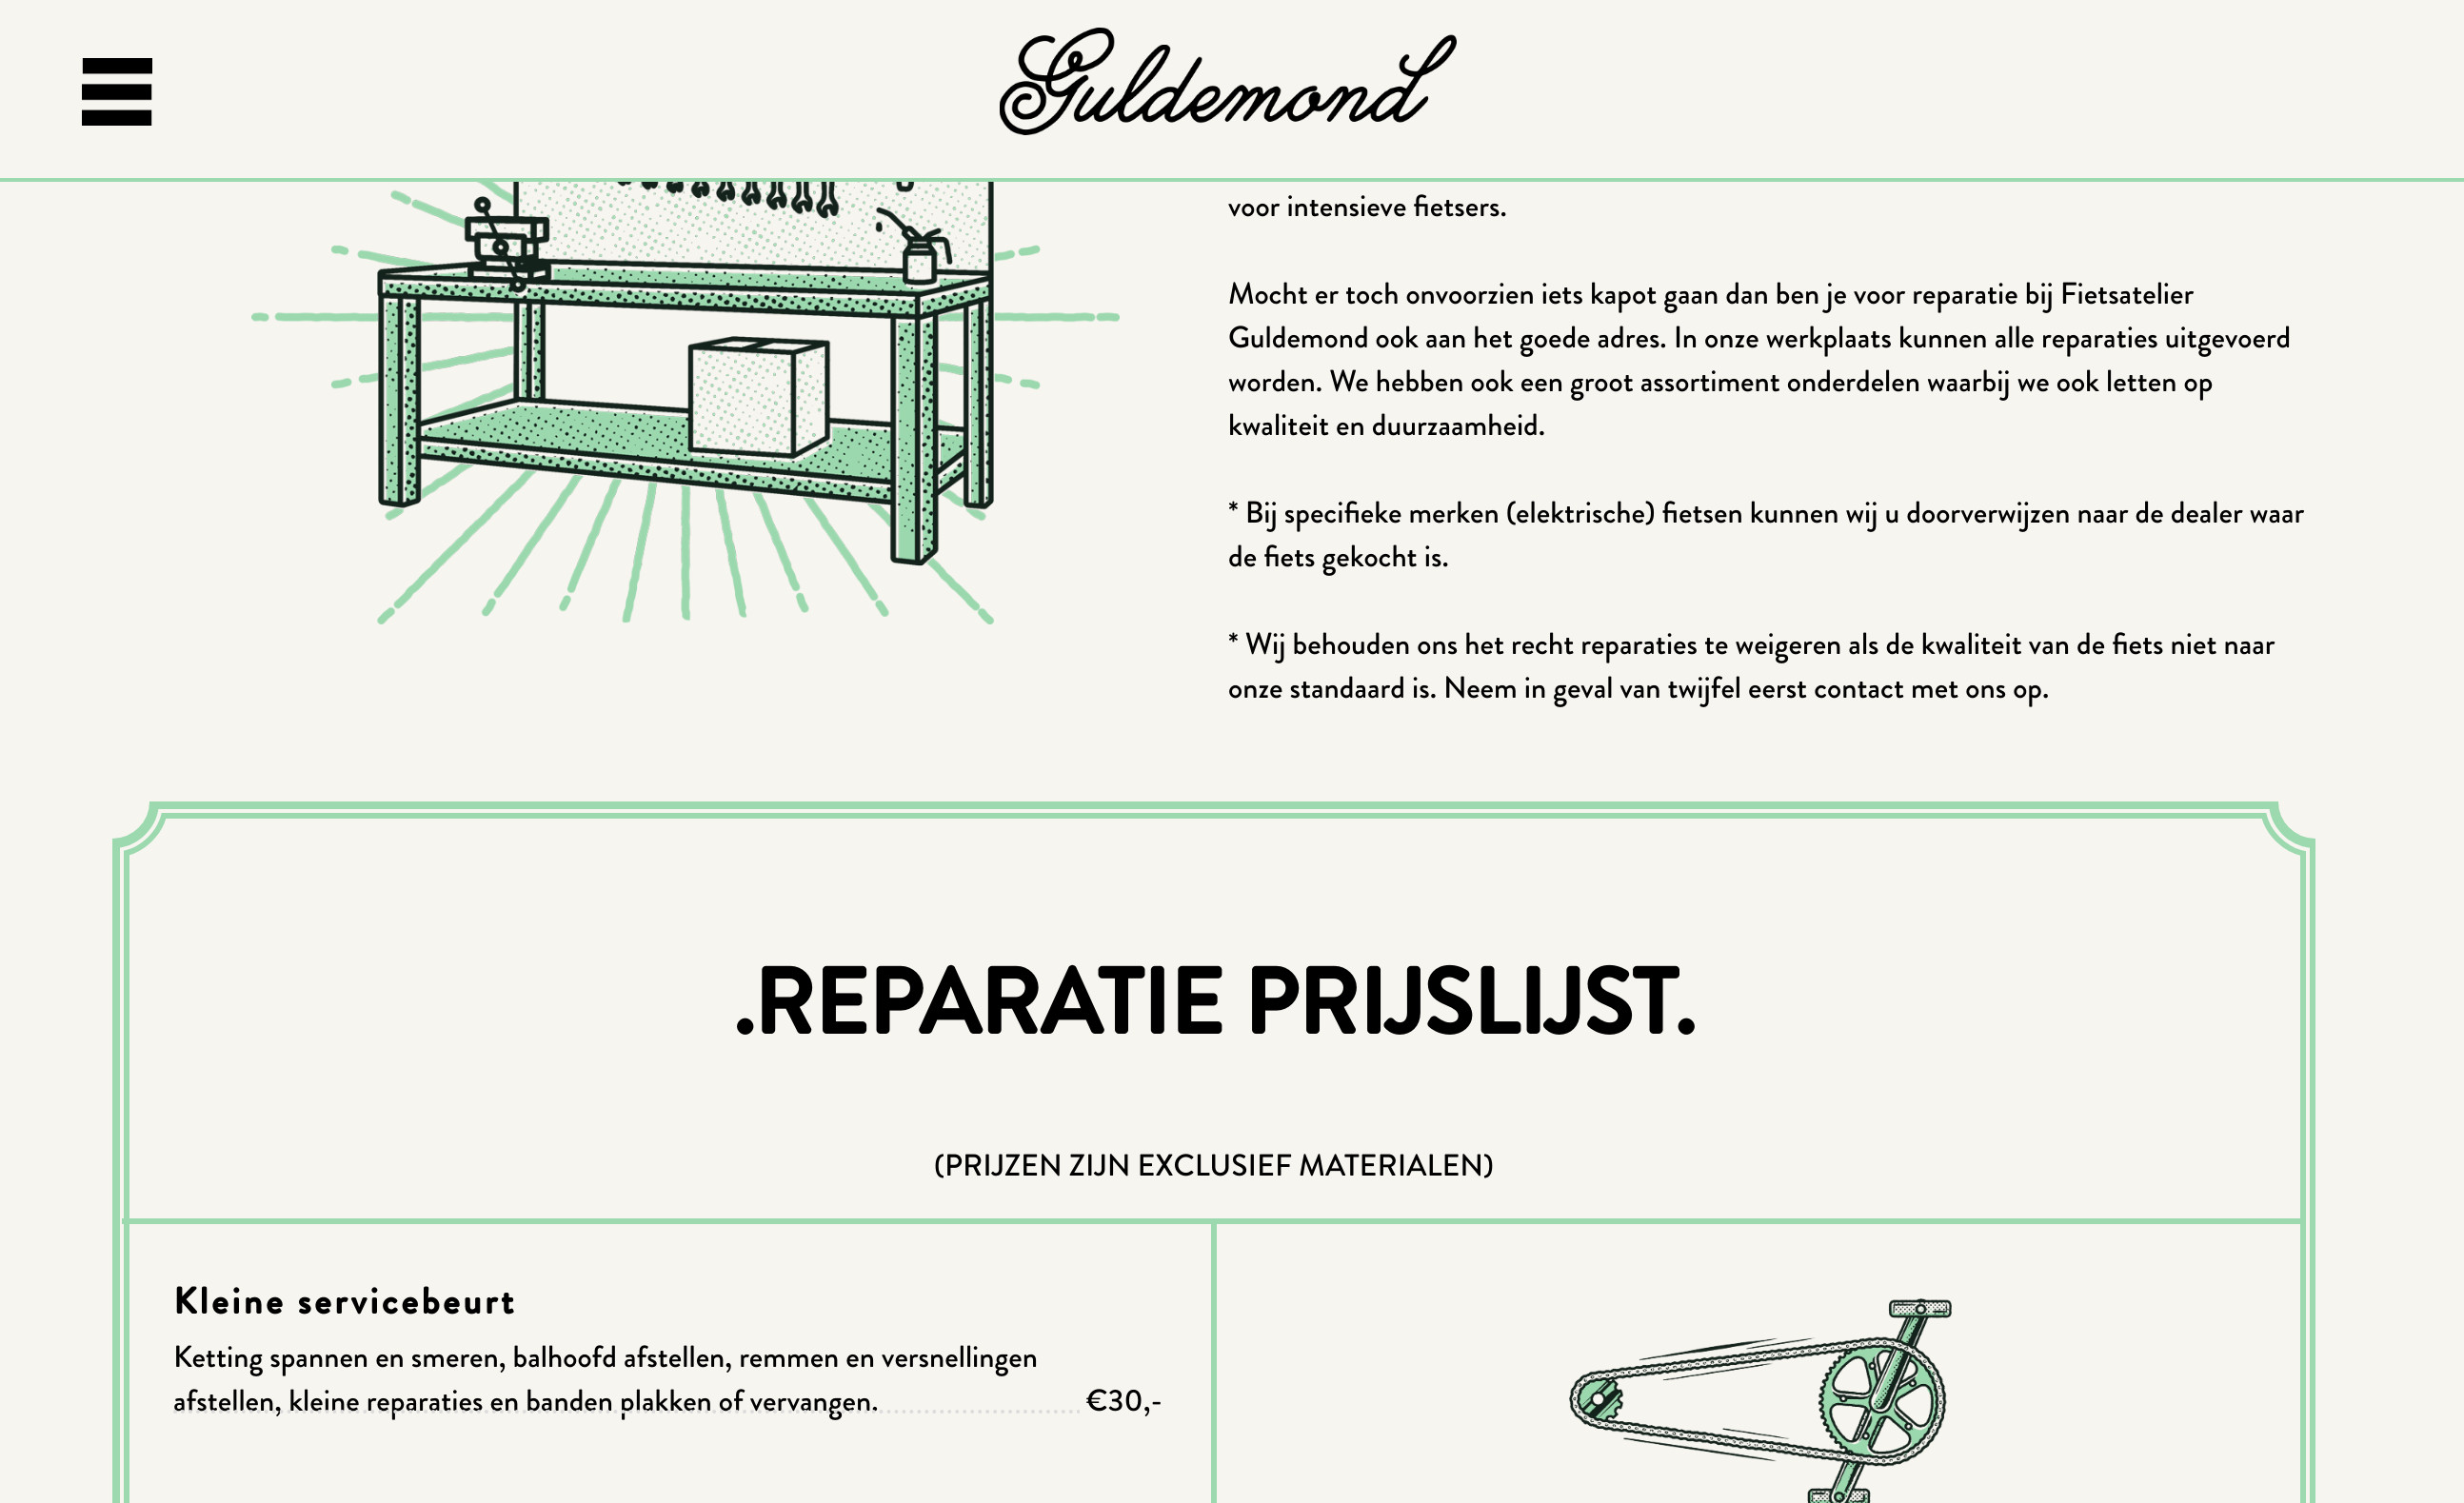 Guldemond
voor intensieve fietsers.
Mocht er toch onvoorzien iets kapot gaan dan ben je voor reparatie bij Fietsatelier
Guldemond ook aan het goede adres. In onze werkplaats kunnen alle reparaties uitgevoerd
worden. We hebben ook een groot assortiment onderdelen waarbij we ook letten op
kwaliteit en duurzaamheid.
* Bij specifieke merken (elektrische) fietsen kunnen wij u doorverwijzen naar de dealer waar
de fiets gekocht is.
* Wij behouden ons het recht reparaties te weigeren als de kwaliteit van de fiets niet naar
onze standaard is. Neem in geval van twijfel eerst contact met ons op.
.REPARATIE PRIJSLIJST.
(PRIJZEN ZIJN EXCLUSIEF MATERIALEN)
Kleine servicebeurt
Ketting spannen en smeren, balhoofd afstellen, remmen en versnellingen
afstellen, kleine reparaties en banden plakken of vervangen. €30,-